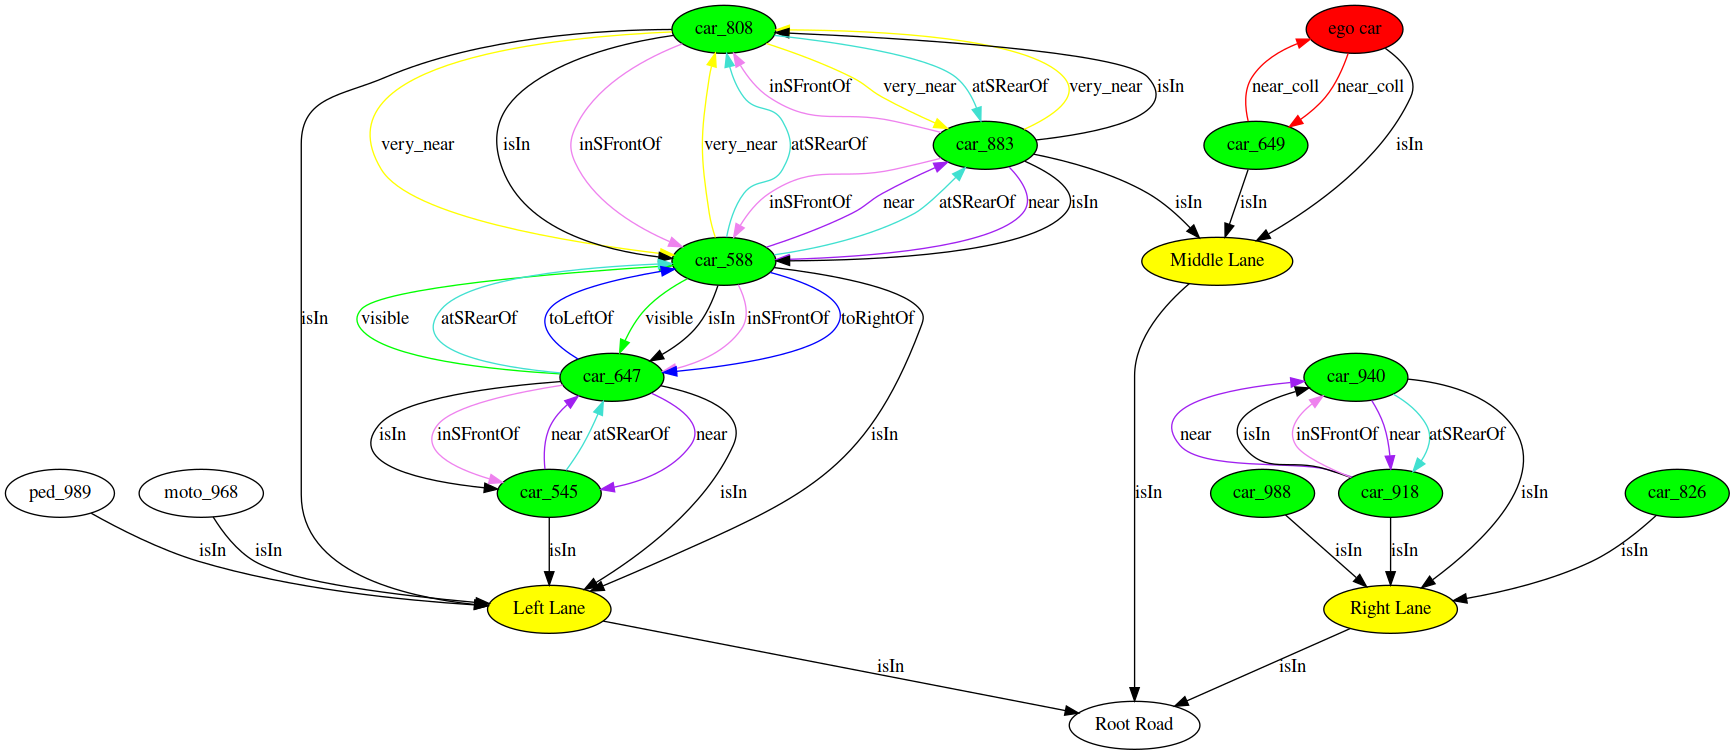 car_808
ego car
inSFrontOf
very_near
atSRearOf
very_near
isIn
near_coll
near_coll
very_near
isIn
inSFrontOf
very_near
atSRearOf
car_883
car_649
isIn
inSFrontOf
near
atSRearOf
near
isIn
isIn
isIn
car_588
Middle Lane
isIn
visible
atSRearOf
toLeftOf
visible
isIn
inSFrontOf
toRightOf
car_647
car_940
isIn
inSFrontOf
near
atSRearOf
near
isIn
near
isIn
inSFrontOf
near
atSRearOf
ped_989
moto_968
car_545
isIn
isIn
isIn
car_988
car_918
isIn
car_826
isIn
isIn
isIn
isIn
isIn
isIn
Left Lane
Right Lane
isIn
isIn
Root Road